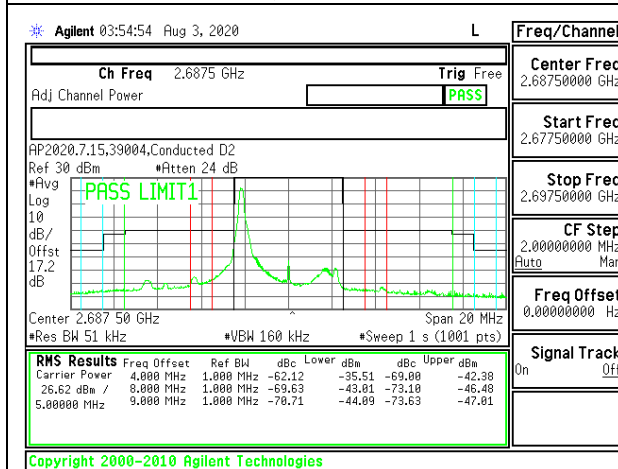 Agilent 03:54:54 Aug 3, 2020 L
Freq/Channel
Ch Freq 2.6875 GHz Trig Free
Adj Channel Power PASS
Center Freq
2.68750000 GHz
Start Freq
2.67750000 GHz
Stop Freq
2.69750000 GHz
CF Step
2.00000000 MHz
Auto Man
Freq Offset
0.00000000 Hz
Signal Track
On Off
AP2020.7.15,39004,Conducted D2
Ref 30 dBm #Atten 24 dB
#Avg
Log
10
dB/
Offst
17.2
dB
PASS LIMIT1
Center 2.687 50 GHz Span 20 MHz
#Res BW 51 kHz #VBW 160 kHz #Sweep 1 s (1001 pts)
RMS Results Freq Offset Ref BW dBc Lower dBm dBc Upper dBm
Carrier Power 4.000 MHz 1.000 MHz -62.12 -35.51 -69.00 -42.38
26.62 dBm / 8.000 MHz 1.000 MHz -69.63 -43.01 -73.10 -46.48
5.00000 MHz 9.000 MHz 1.000 MHz -70.71 -44.09 -73.63 -47.01
Copyright 2000-2010 Agilent Technologies